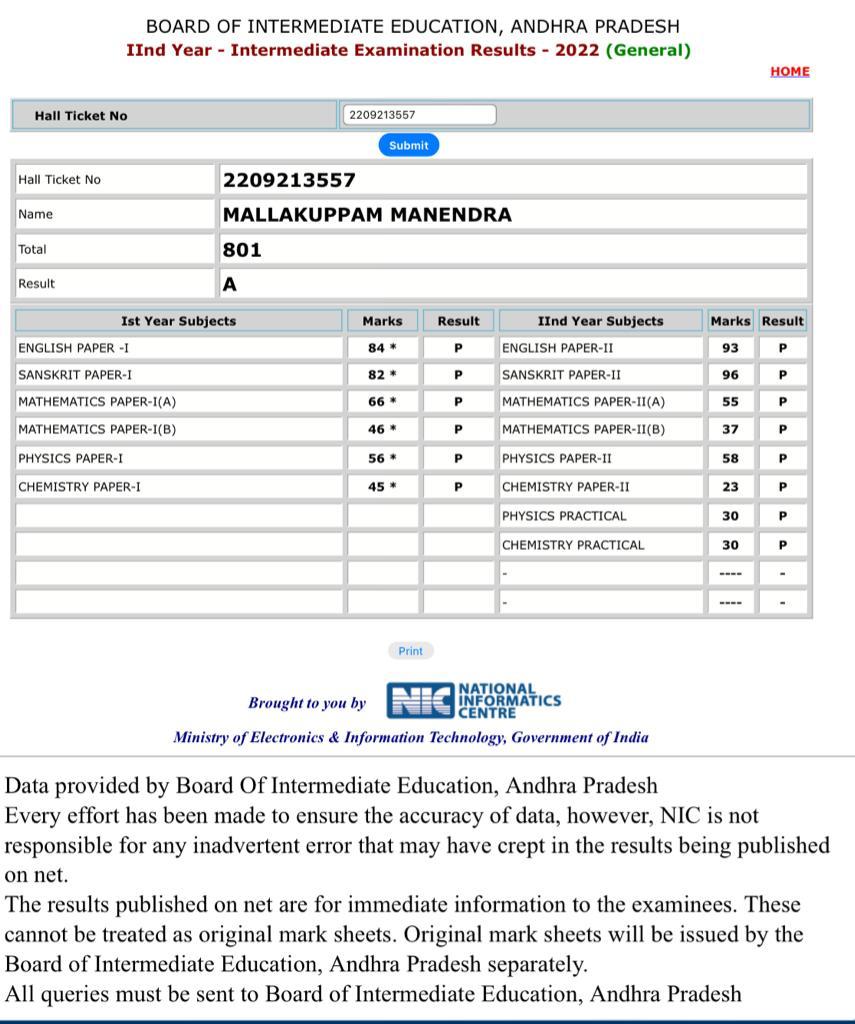 BOARD OF INTERMEDIATE EDUCATION, ANDHRA PRADESH
IInd Year - Intermediate Examination Results - 2022 (General)
HOME
Hall Ticket No 2209213557
Submit
Hall Ticket No 2209213557
Name MALLAKUPPAM MANENDRA
Total 801
Result A
Ist Year Subjects Marks Result IInd Year Subjects Marks Result
ENGLISH PAPER -I 84 * P ENGLISH PAPER-II 93 P
SANSKRIT PAPER-I 82 * P SANSKRIT PAPER-II 96 P
MATHEMATICS PAPER-I(A) 66 * P MATHEMATICS PAPER-II(A) 55 P
MATHEMATICS PAPER-I(B) 46 * P MATHEMATICS PAPER-II(B) 37 P
PHYSICS PAPER-I 56 * P PHYSICS PAPER-II 58 P
CHEMISTRY PAPER-I 45 * P CHEMISTRY PAPER-II 23 P
PHYSICS PRACTICAL 30 P
CHEMISTRY PRACTICAL 30 P
- ---- -
- ---- -
Print
Brought to you by NIC NATIONAL
INFORMATICS
CENTRE
Ministry of Electronics & Information Technology, Government of India
Data provided by Board Of Intermediate Education, Andhra Pradesh
Every effort has been made to ensure the accuracy of data, however, NIC is not
responsible for any inadvertent error that may have crept in the results being published
on net.
The results published on net are for immediate information to the examinees. These
cannot be treated as original mark sheets. Original mark sheets will be issued by the
Board of Intermediate Education, Andhra Pradesh separately.
All queries must be sent to Board of Intermediate Education, Andhra Pradesh